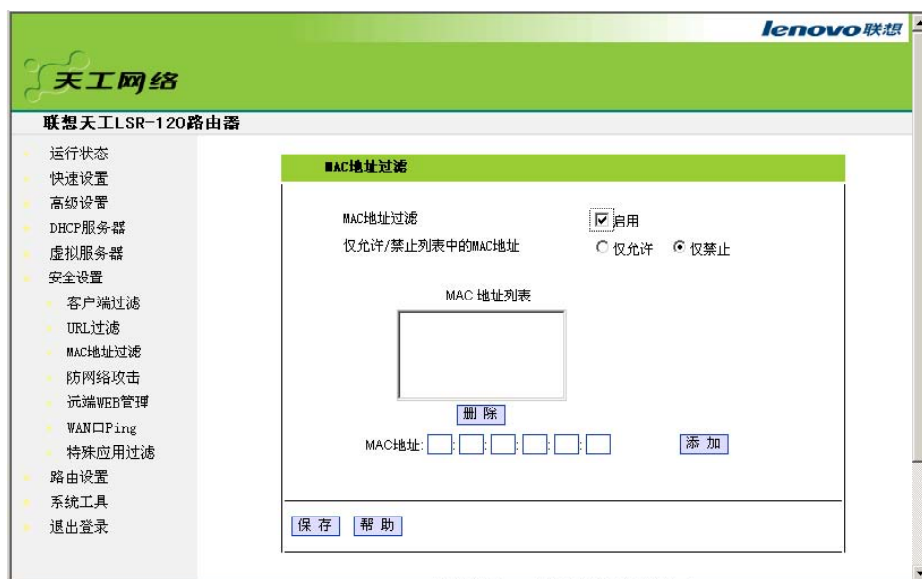 lenovo联想
天工网络
联想天工LSR-120路由器
运行状态
快速设置
高级设置
DHCP服务器
虚拟服务器
安全设置
客户端过滤
URL过滤
MAC地址过滤
防网络攻击
远端WEB管理
WAN口Ping
特殊应用过滤
路由设置
系统工具
退出登录
MAC地址过滤
MAC地址过滤 启用
仅允许/禁止列表中的MAC地址 仅允许 仅禁止
MAC 地址列表
删 除
MAC地址: : : : : : 添 加
保 存 帮 助